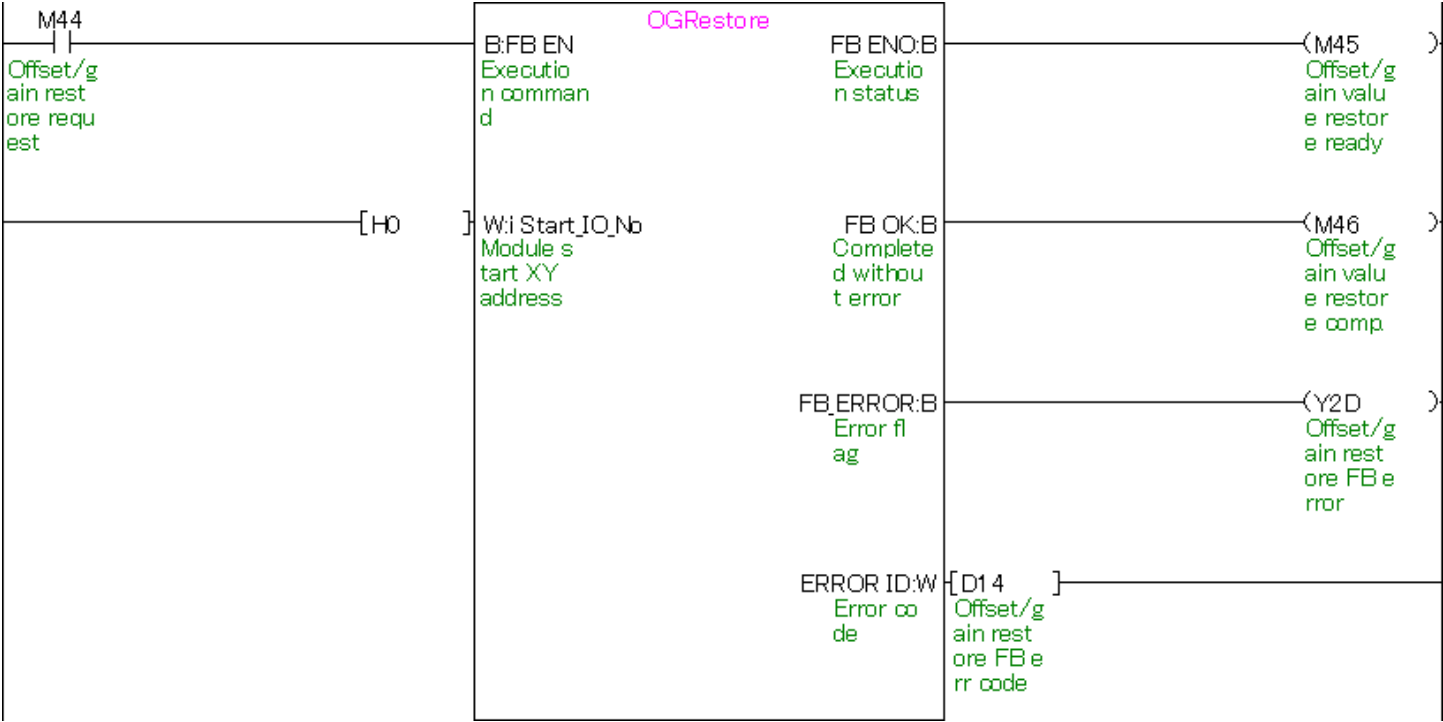 M44
Offset/g
ain rest
ore requ
est
OGRestore
B:FB EN
Executio
n comman
d
FB ENO:B
Executio
n status
(M45 )
Offset/g
ain valu
e restor
e ready
[H0 ]
W:i Start_IO_No
Module s
tart XY
address
FB OK:B
Complete
d withou
t error
(M46 )
Offset/g
ain valu
e restor
e comp.
FB_ERROR:B
Error fl
ag
(Y2D )
Offset/g
ain rest
ore FB e
rror
ERROR ID:W
Error co
de
[D14 ]
Offset/g
ain rest
ore FB e
rr code